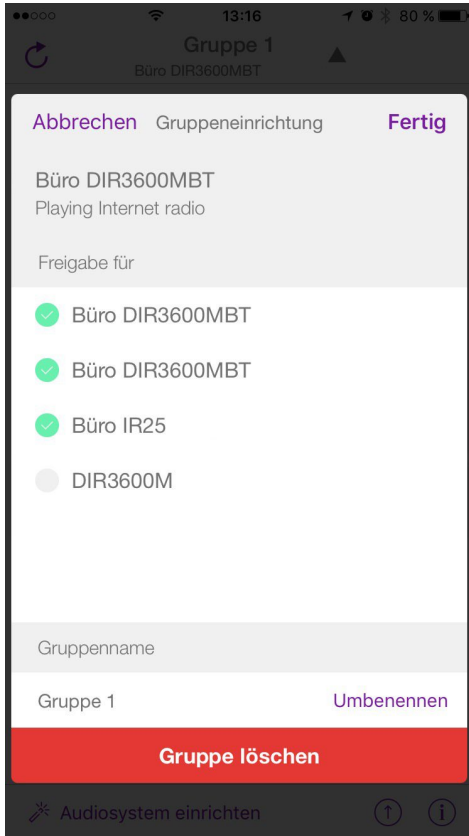 13:16
80 %
Gruppe 1
Büro DIR3600MBT
Abbrechen Gruppeneinrichtung Fertig
Büro DIR3600MBT
Playing Internet radio
Freigabe für
Büro DIR3600MBT
Büro DIR3600MBT
Büro IR25
DIR3600M
Gruppenname
Gruppe 1 Umbenennen
Gruppe löschen
Audiosystem einrichten